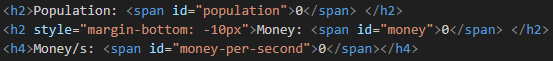 <h2>Population: <span id="population">0</span> </h2>
<h2 style="margin-bottom: -10px">Money: <span id="money">0</span> </h2>
<h4>Money/s: <span id="money-per-second">0</span></h4>